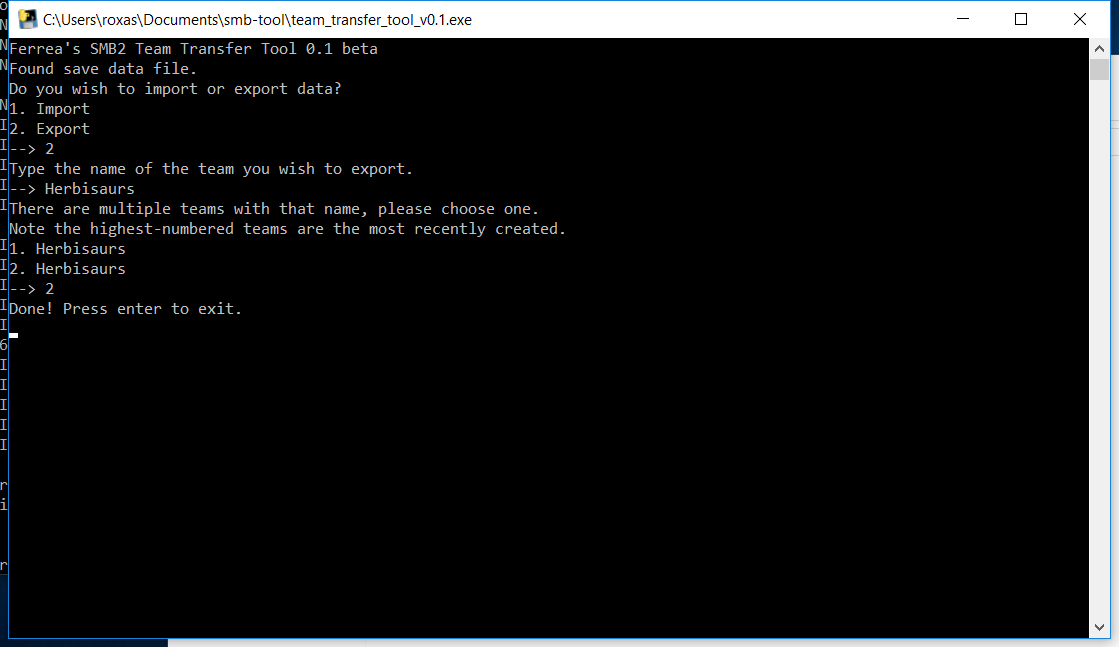 C:\Users\roxas\Documents\smb-tool\team_transfer_tool_v0.1.exe
Ferrea's SMB2 Team Transfer Tool 0.1 beta
Found save data file.
Do you wish to import or export data?
1. Import
2. Export
--> 2
Type the name of the team you wish to export.
--> Herbisaurs
There are multiple teams with that name, please choose one.
Note the highest-numbered teams are the most recently created.
1. Herbisaurs
2. Herbisaurs
--> 2
Done! Press enter to exit.